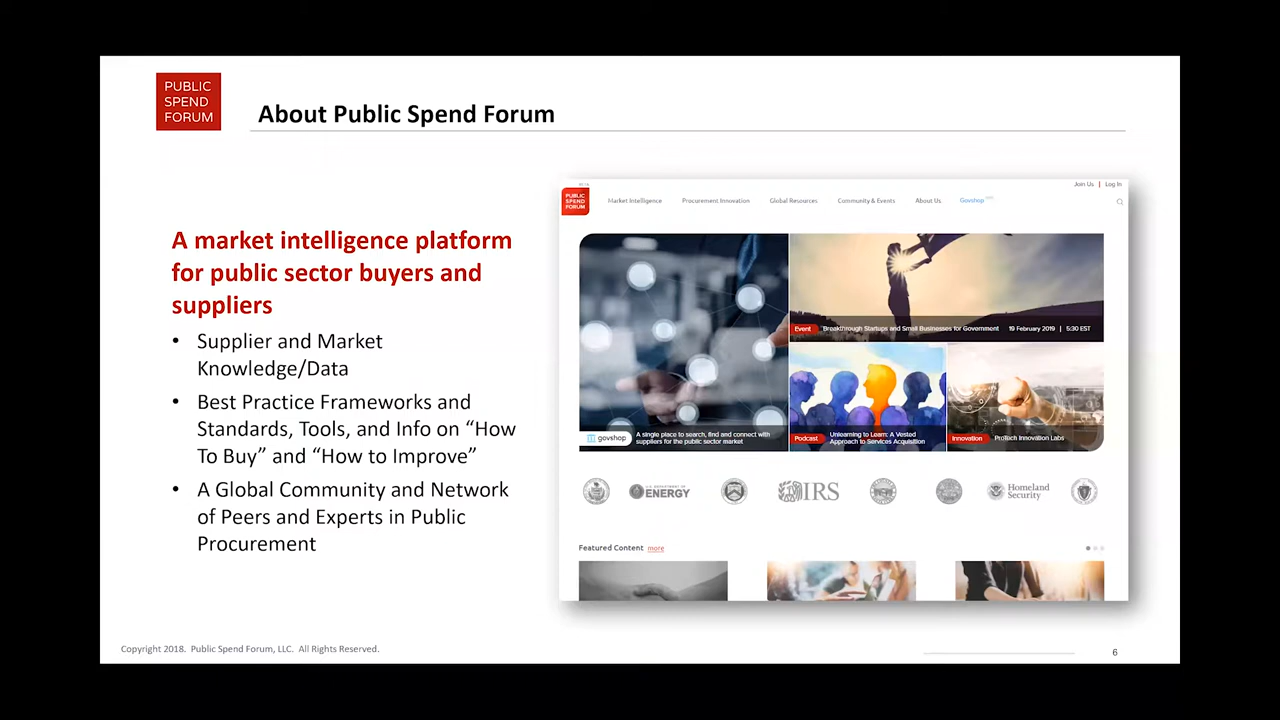 PUBLIC
SPEND
FORUM
About Public Spend Forum
A market intelligence platform
for public sector buyers and
suppliers
• Supplier and Market
Knowledge/Data
• Best Practice Frameworks and
Standards, Tools, and Info on “How
To Buy” and “How to Improve”
• A Global Community and Network
of Peers and Experts in Public
Procurement
Join Us | Log In
PUBLIC
SPEND
FORUM
Market Intelligence Procurement Innovation Global Resources Community & Events About Us Govshop
Event Breakthrough Startups and Small Businesses for Government 19 February 2019 | 5:30 EST
govshop A single place to search, find and connect with
suppliers for the public sector market
Podcast Unlearning to Learn: A Vested
Approach to Services Acquisition
Innovation ProTech Innovation Labs
ENERGY
IRS
Homeland
Security
Featured Content more
Copyright 2018. Public Spend Forum, LLC. All Rights Reserved.
6